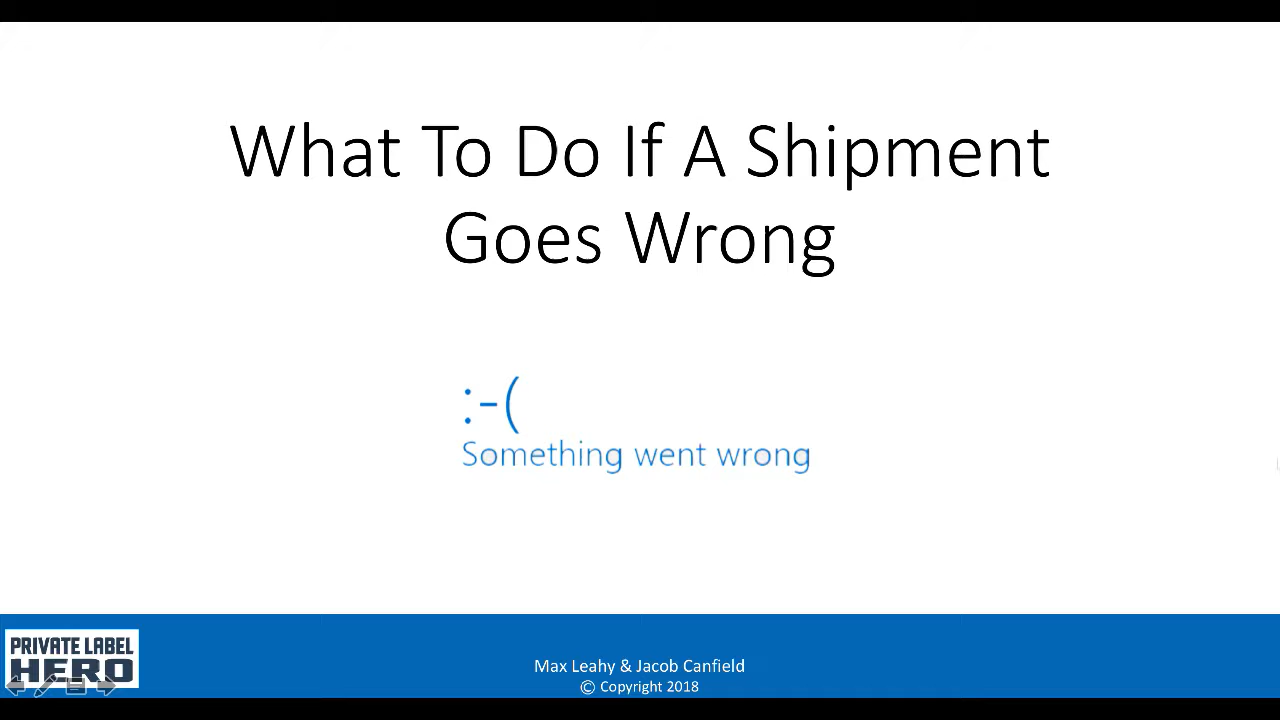 What To Do If A Shipment
Goes Wrong
:-(
Something went wrong
PRIVATE LABEL
HERO
Max Leahy & Jacob Canfield
© Copyright 2018